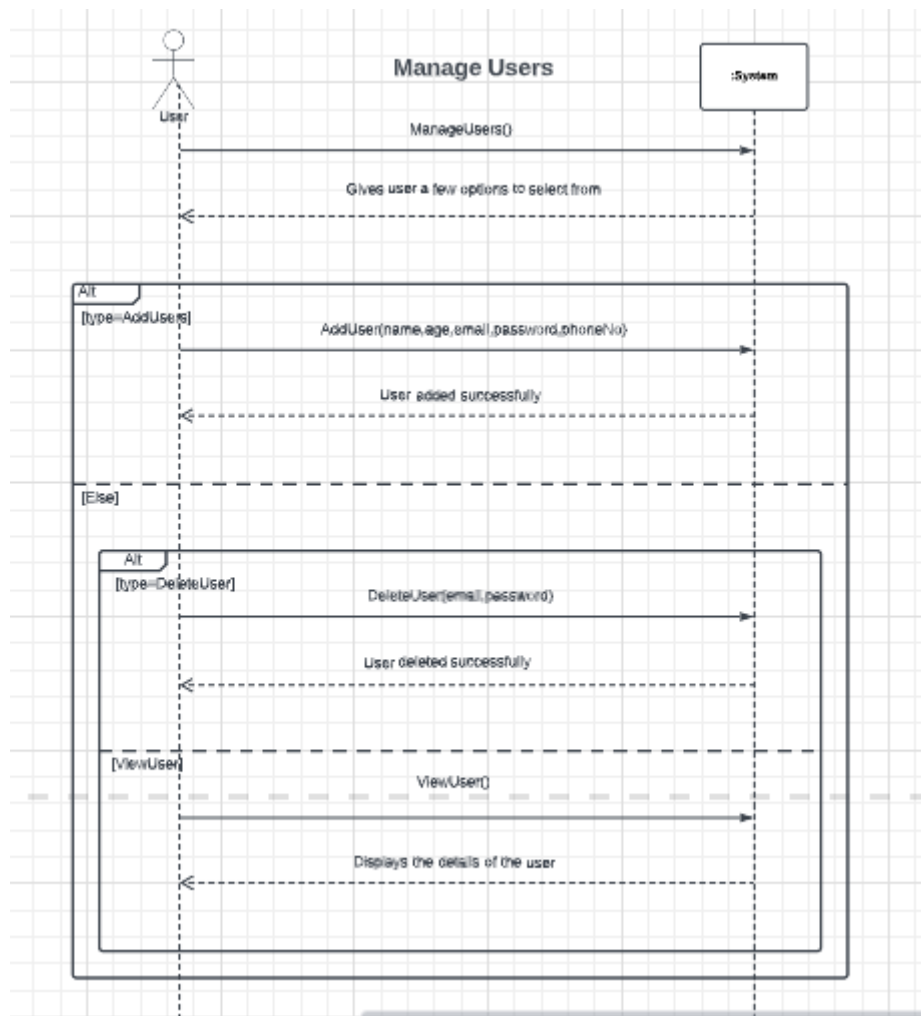 Manage Users
:System
User
ManageUsers()
Gives user a few options to select from
Alt
[type=AddUsers]
AddUser(name,age,email,password,phoneNo)
User added successfully
[Else]
Alt
[type=DeleteUser]
DeleteUser(email,password)
User deleted successfully
[ViewUser]
ViewUser()
Displays the details of the user